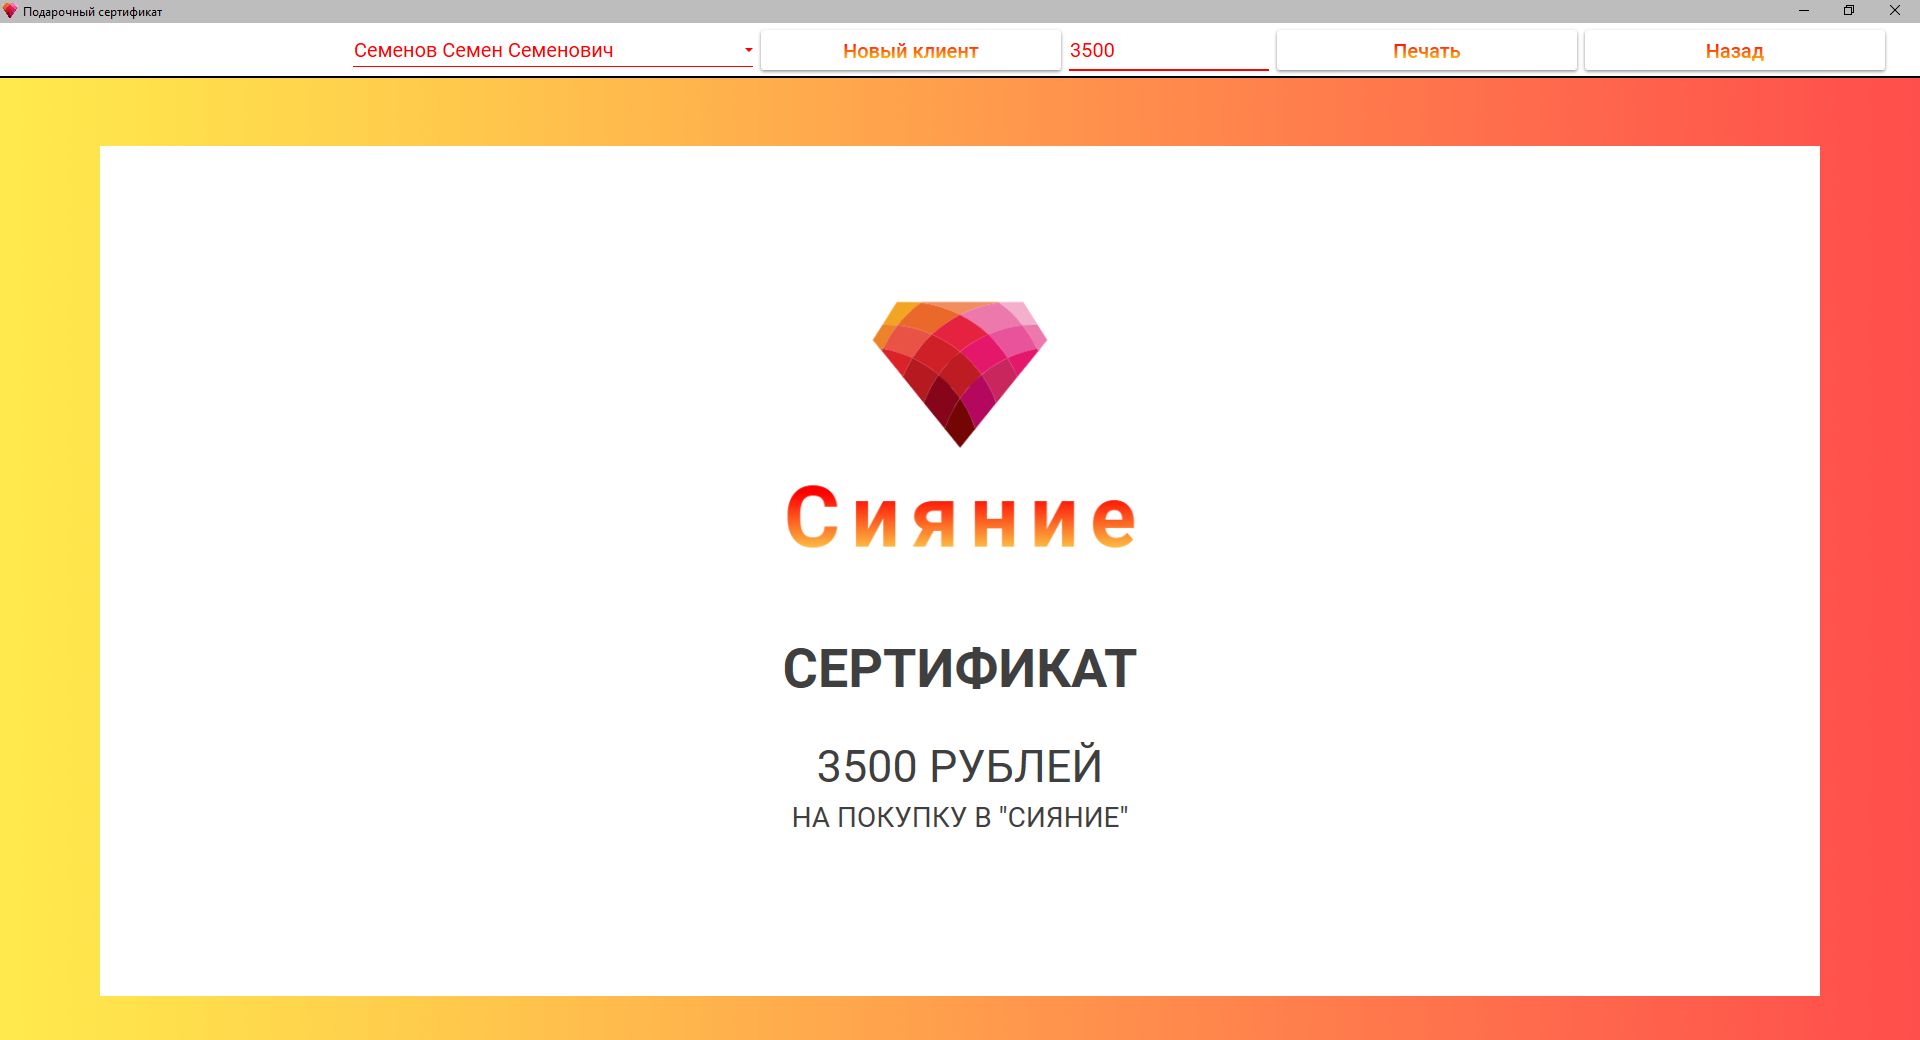 Подарочный сертификат
Семенов Семен Семенович Новый клиент 3500 Печать Назад
Сияние
СЕРТИФИКАТ
3500 РУБЛЕЙ
НА ПОКУПКУ В "СИЯНИЕ"